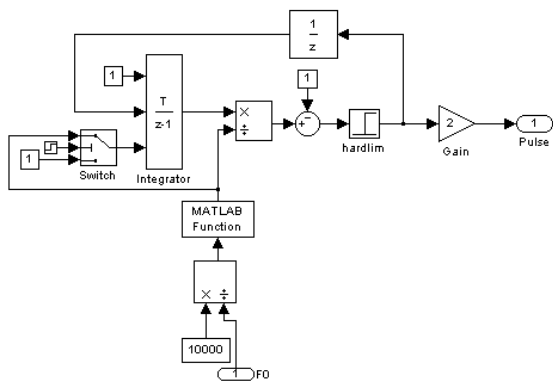 1
z
1
1
T
z-1
×
÷
+
−
hardlim
2
Gain
1
Pulse
1
Switch
Integrator
MATLAB
Function
× ÷
10000
1
F0